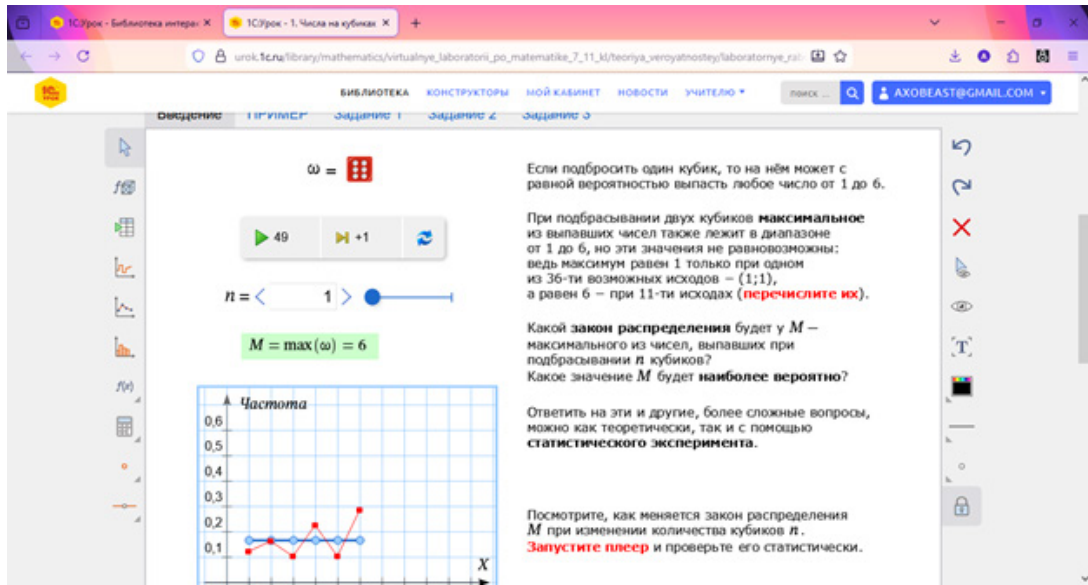 1С:Урок - Библиотека интерак
1С:Урок - 1. Числа на кубиках
urok.1c.ru/library/mathematics/virtualnye_laboratorii_po_matematike_7_11_kl/teoriya_veroyatnostey/laboratornye_rab
1С:
УРОК
БИБЛИОТЕКА КОНСТРУКТОРЫ МОЙ КАБИНЕТ НОВОСТИ УЧИТЕЛЮ
поиск ...
AXOBEAST@GMAIL.COM
Введение ПРИМЕР Задание 1 Задание 2 Задание 3
ω =
49 +1
n = < 1 >
M = max (ω) = 6
Частота
0,6
0,5
0,4
0,3
0,2
0,1
X
Если подбросить один кубик, то на нём может с
равной вероятностью выпасть любое число от 1 до 6.
При подбрасывании двух кубиков максимальное
из выпавших чисел также лежит в диапазоне
от 1 до 6, но эти значения не равновозможны:
ведь максимум равен 1 только при одном
из 36-ти возможных исходов – (1;1),
а равен 6 – при 11-ти исходах (перечислите их).
Какой закон распределения будет у M –
максимального из чисел, выпавших при
подбрасывании n кубиков?
Какое значение M будет наиболее вероятно?
Ответить на эти и другие, более сложные вопросы,
можно как теоретически, так и с помощью
статистического эксперимента.
Посмотрите, как меняется закон распределения
M при изменении количества кубиков n.
Запустите плеер и проверьте его статистически.
f(x)
T